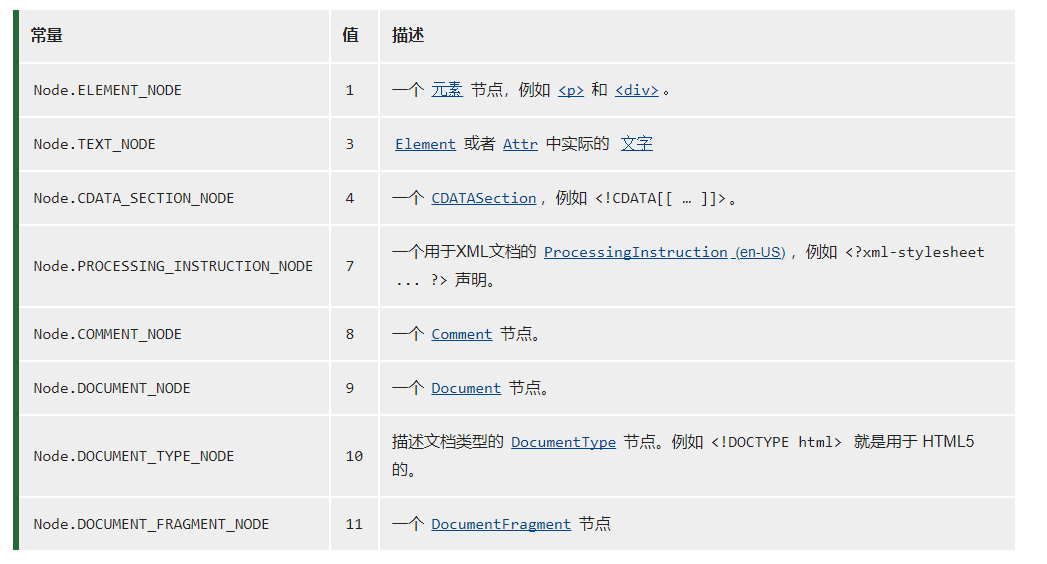 常量 值 描述
Node.ELEMENT_NODE 1 一个 元素 节点，例如 <p> 和 <div>。
Node.TEXT_NODE 3 Element 或者 Attr 中实际的 文字
Node.CDATA_SECTION_NODE 4 一个 CDATASection，例如 <!CDATA[[ … ]]>。
Node.PROCESSING_INSTRUCTION_NODE 7 一个用于XML文档的 ProcessingInstruction (en-US)，例如 <?xml-stylesheet
... ?> 声明。
Node.COMMENT_NODE 8 一个 Comment 节点。
Node.DOCUMENT_NODE 9 一个 Document 节点。
Node.DOCUMENT_TYPE_NODE 10 描述文档类型的 DocumentType 节点。例如 <!DOCTYPE html> 就是用于 HTML5
的。
Node.DOCUMENT_FRAGMENT_NODE 11 一个 DocumentFragment 节点